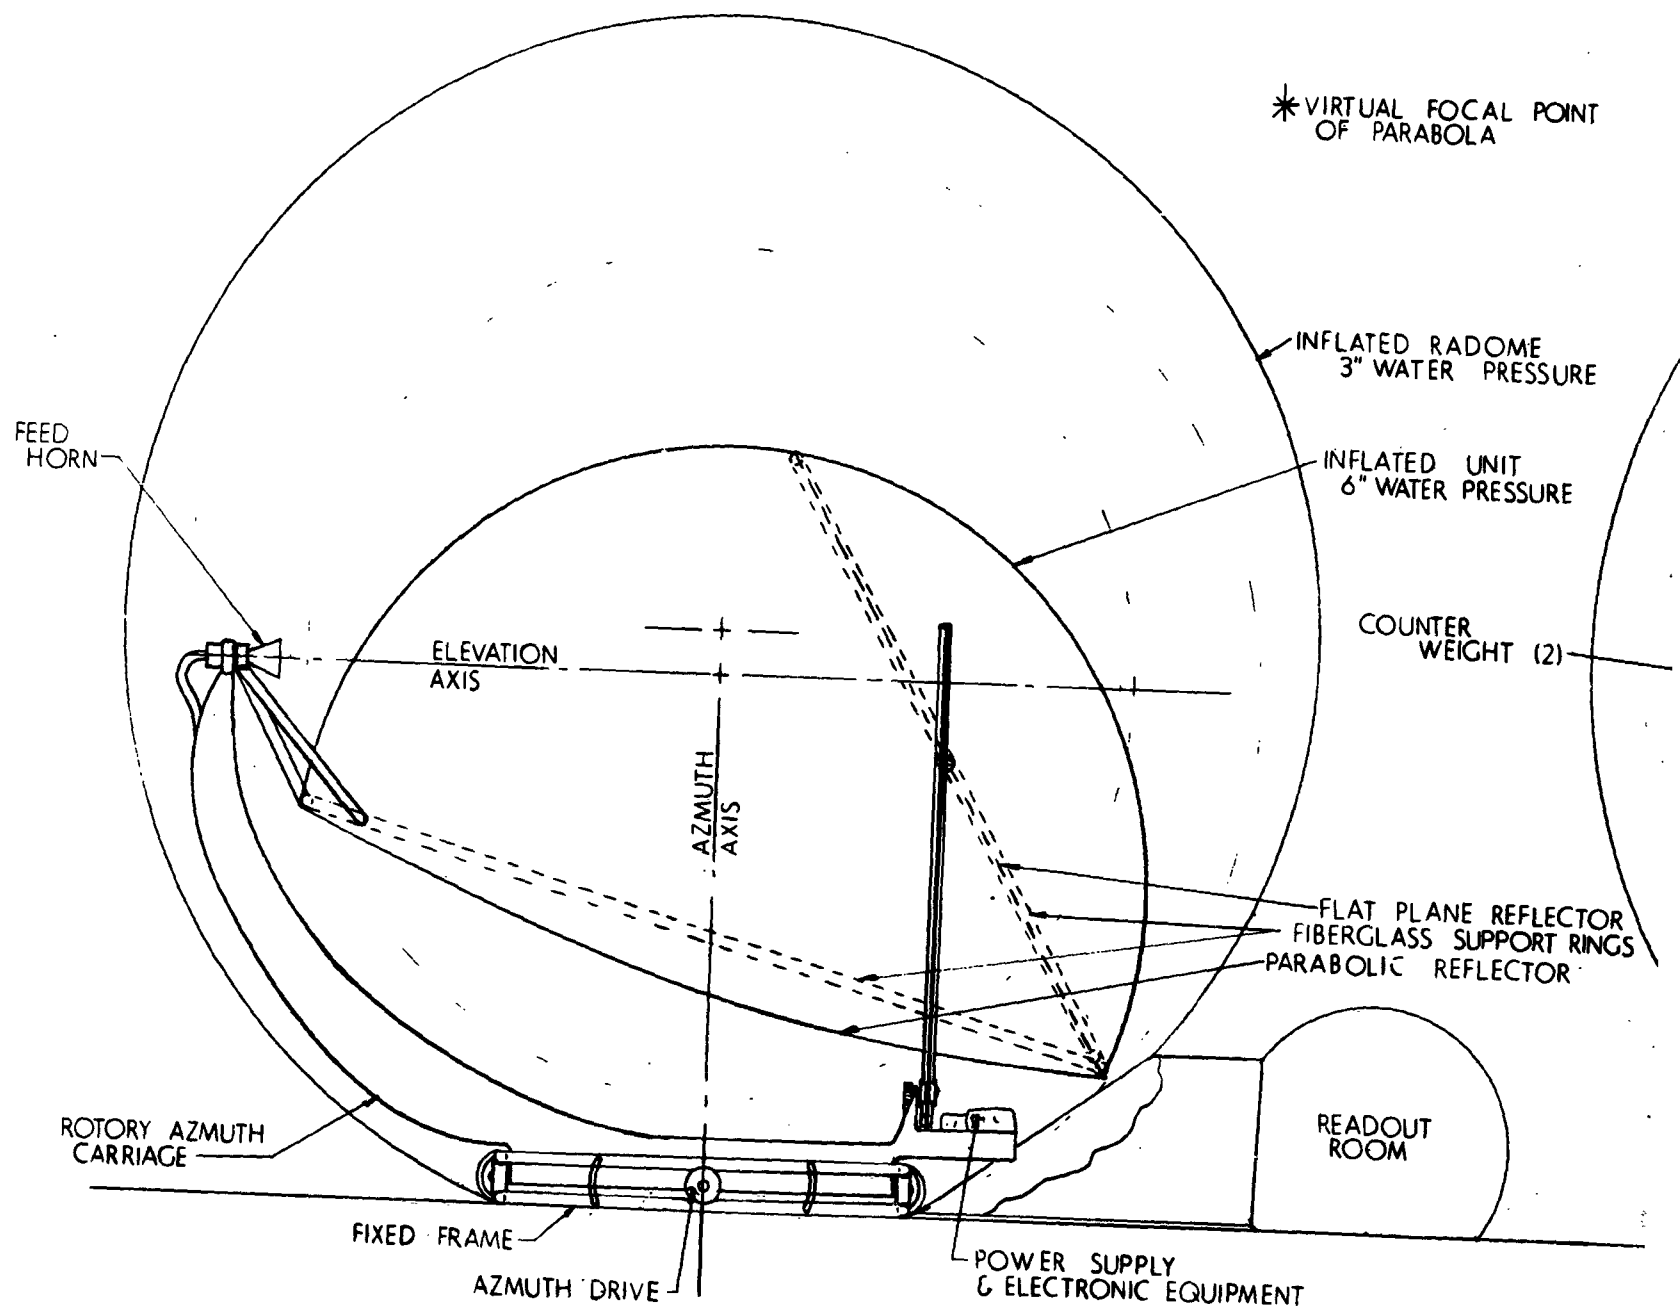 VIRTUAL FOCAL POINT
OF PARABOLA
INFLATED RADOME
3" WATER PRESSURE
FEED
HORN
INFLATED UNIT
6" WATER PRESSURE
COUNTER
WEIGHT (2)
ELEVATION
AXIS
AZMUTH
AXIS
FLAT PLANE REFLECTOR
FIBERGLASS SUPPORT RINGS
PARABOLIC REFLECTOR
ROTORY AZMUTH
CARRIAGE
READOUT
ROOM
FIXED FRAME
AZMUTH DRIVE
POWER SUPPLY
& ELECTRONIC EQUIPMENT